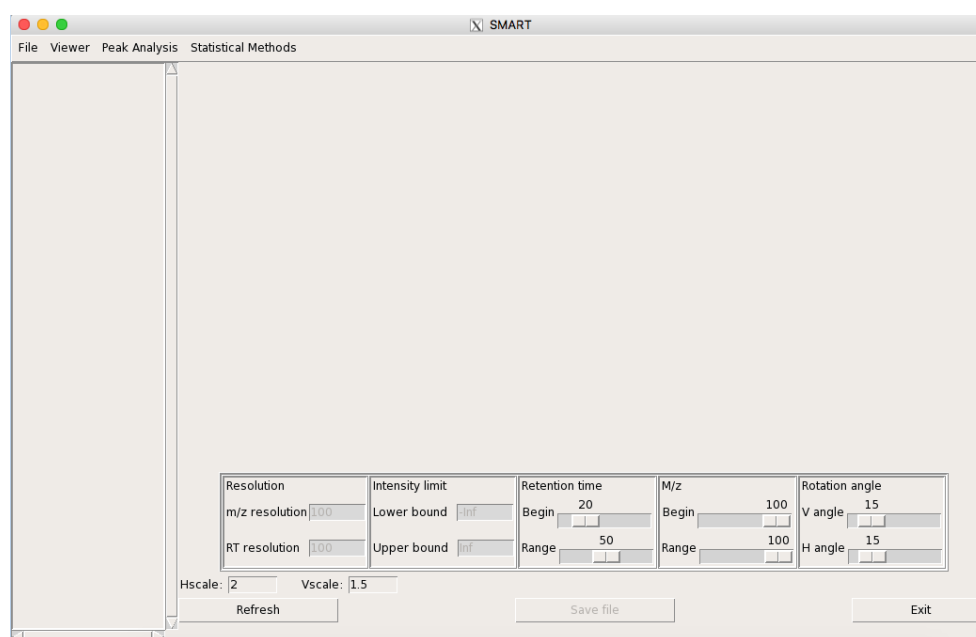 SMART
File Viewer Peak Analysis Statistical Methods
Resolution
m/z resolution 100
RT resolution 100
Intensity limit
Lower bound -Inf
Upper bound Inf
Retention time
20
Begin
50
Range
M/z
100
Begin
100
Range
Rotation angle
15
V angle
15
H angle
Hscale: 2 Vscale: 1.5
Refresh Save file Exit